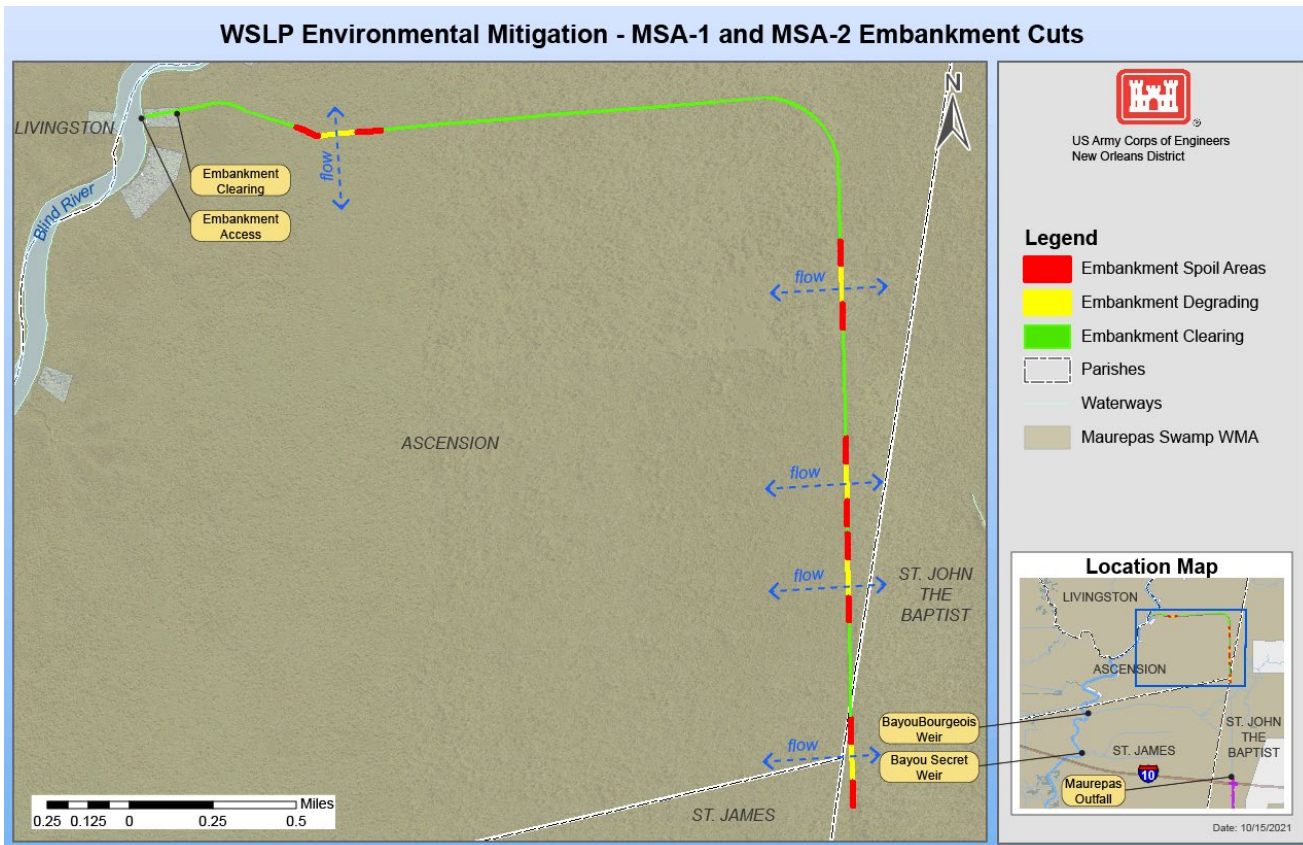 WSLP Environmental Mitigation - MSA-1 and MSA-2 Embankment Cuts
LIVINGSTON
Blind River
Embankment
Clearing
Embankment
Access
flow
N
flow
ASCENSION
flow
flow
ST. JOHN
THE
BAPTIST
flow
ST. JAMES
Miles
0.25 0.125 0 0.25 0.5
®
US Army Corps of Engineers
New Orleans District
Legend
Embankment Spoil Areas
Embankment Degrading
Embankment Clearing
Parishes
Waterways
Maurepas Swamp WMA
Location Map
LIVINGSTON
ASCENSION
BayouBourgeois
Weir
Bayou Secret
Weir
ST. JOHN
THE
BAPTIST
ST. JAMES
10
Maurepas
Outfall
Date: 10/15/2021